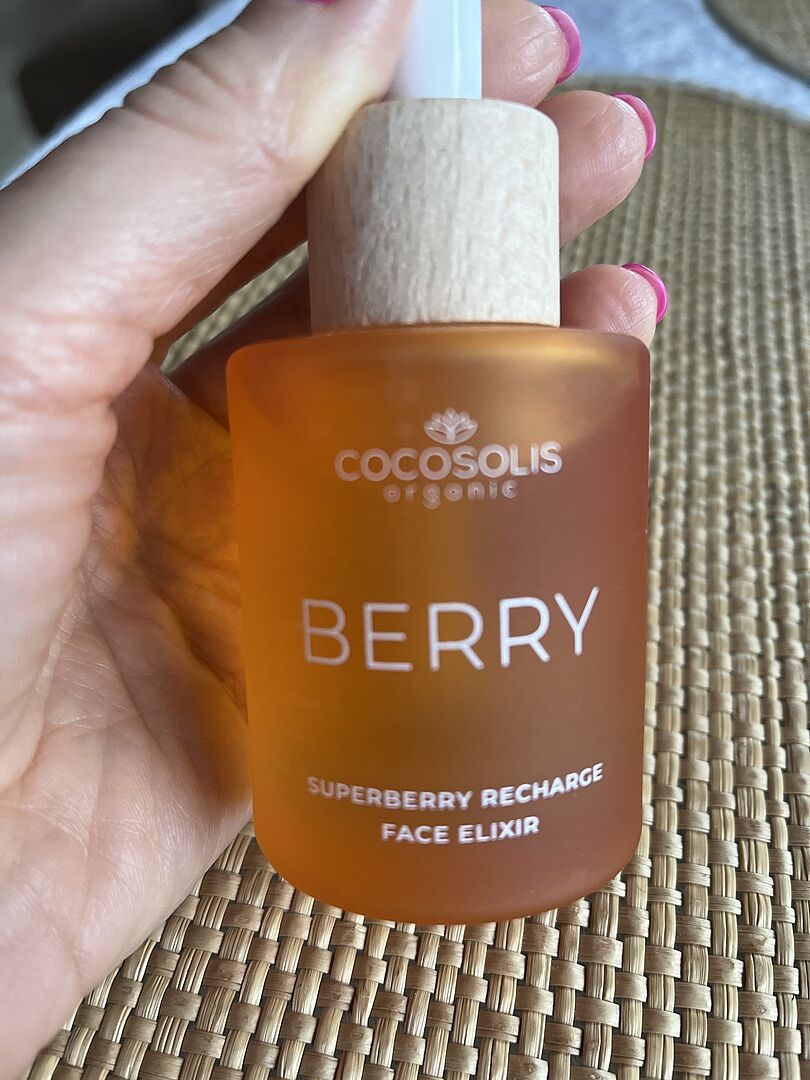 COCOSOLIS
organic
BERRY
SUPERBERRY RECHARGE
FACE ELIXIR